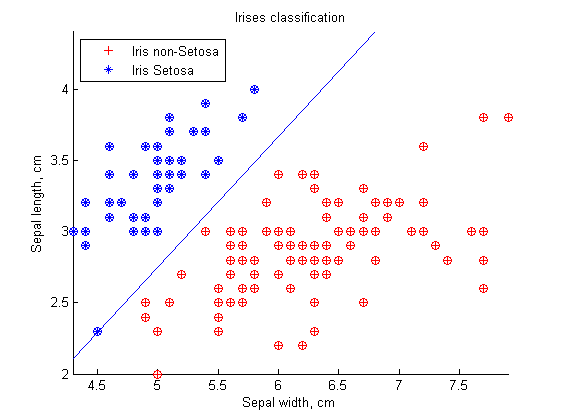 Irises classification
Iris non-Setosa
Iris Setosa
Sepal length, cm
4
3.5
3
2.5
2
4.5
5
5.5
6
6.5
7
7.5
Sepal width, cm